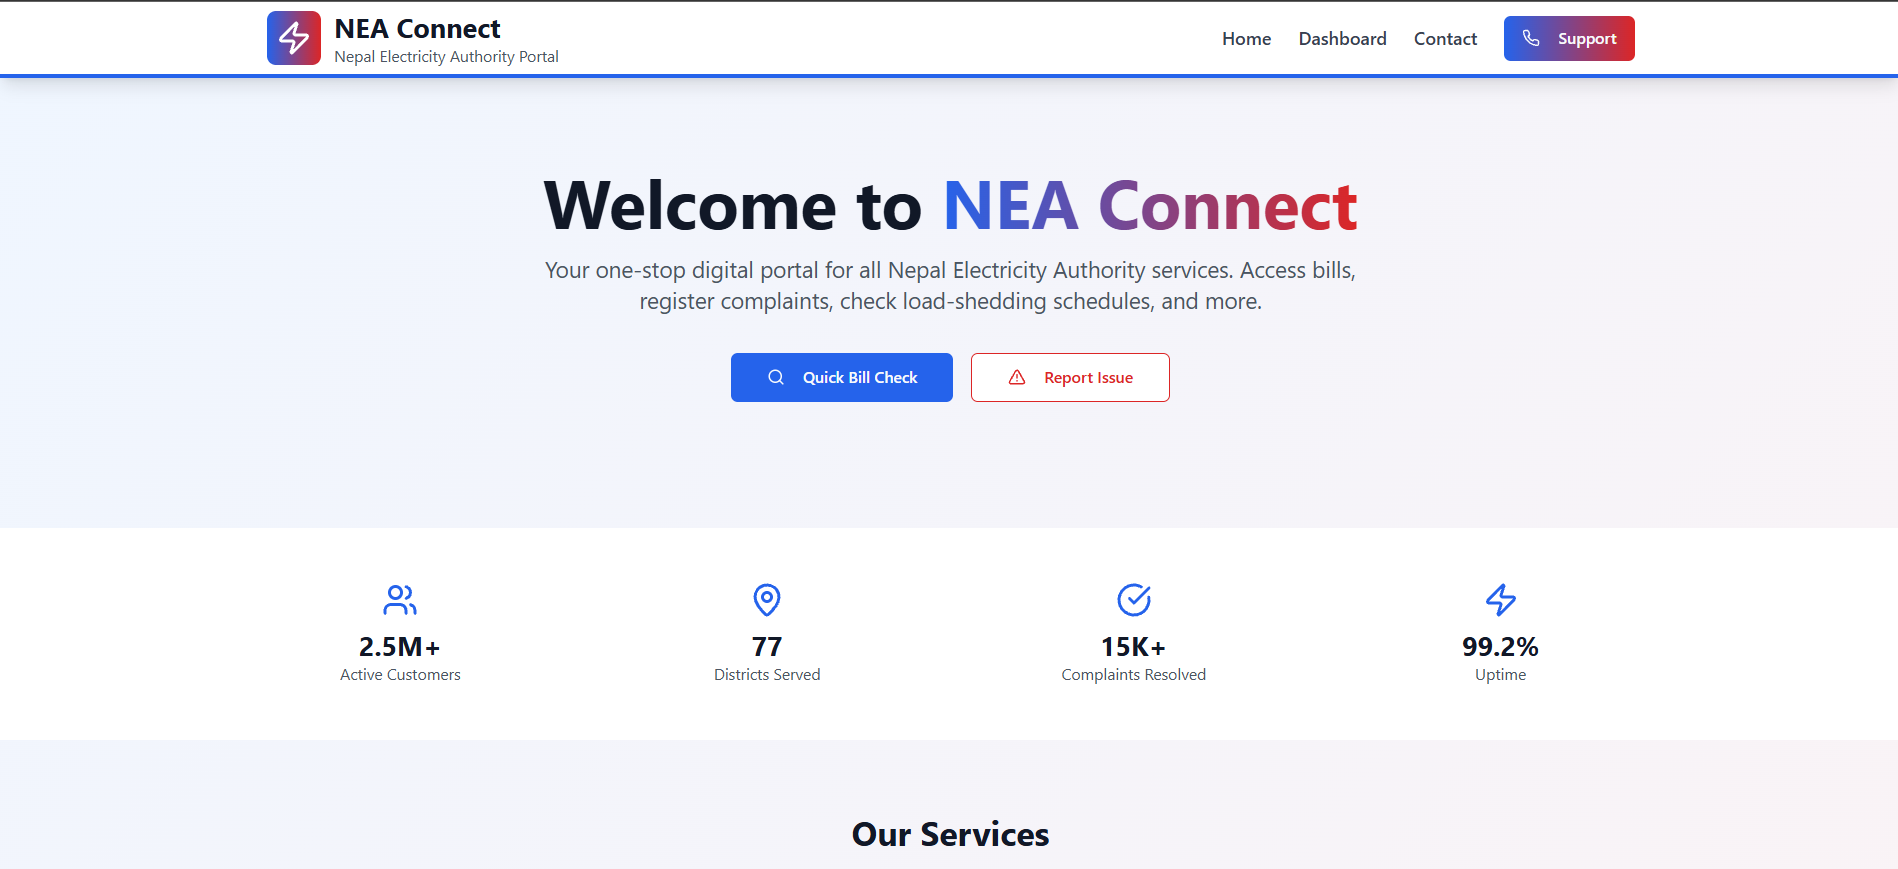 NEA Connect
Nepal Electricity Authority Portal
Home
Dashboard
Contact
Support
Welcome to NEA Connect
Your one-stop digital portal for all Nepal Electricity Authority services. Access bills,
register complaints, check load-shedding schedules, and more.
Quick Bill Check
Report Issue
2.5M+
Active Customers
77
Districts Served
15K+
Complaints Resolved
99.2%
Uptime
Our Services